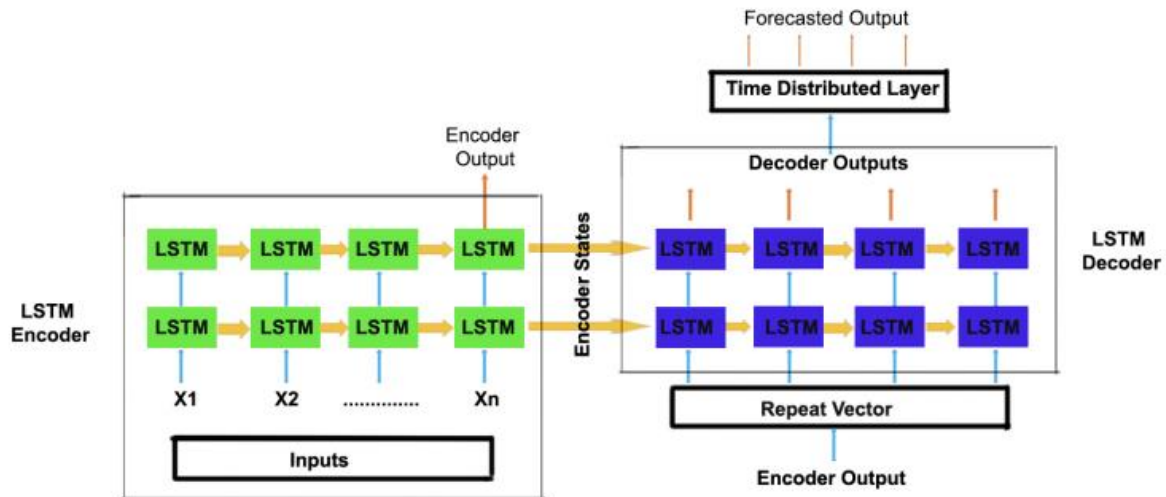 Forecasted Output
Time Distributed Layer
Encoder
Output
Decoder Outputs
LSTM LSTM LSTM LSTM
LSTM LSTM LSTM LSTM
LSTM
Encoder
X1 X2 .............. Xn
Inputs
Encoder States
LSTM LSTM LSTM LSTM
LSTM LSTM LSTM LSTM
LSTM
Decoder
Repeat Vector
Encoder Output